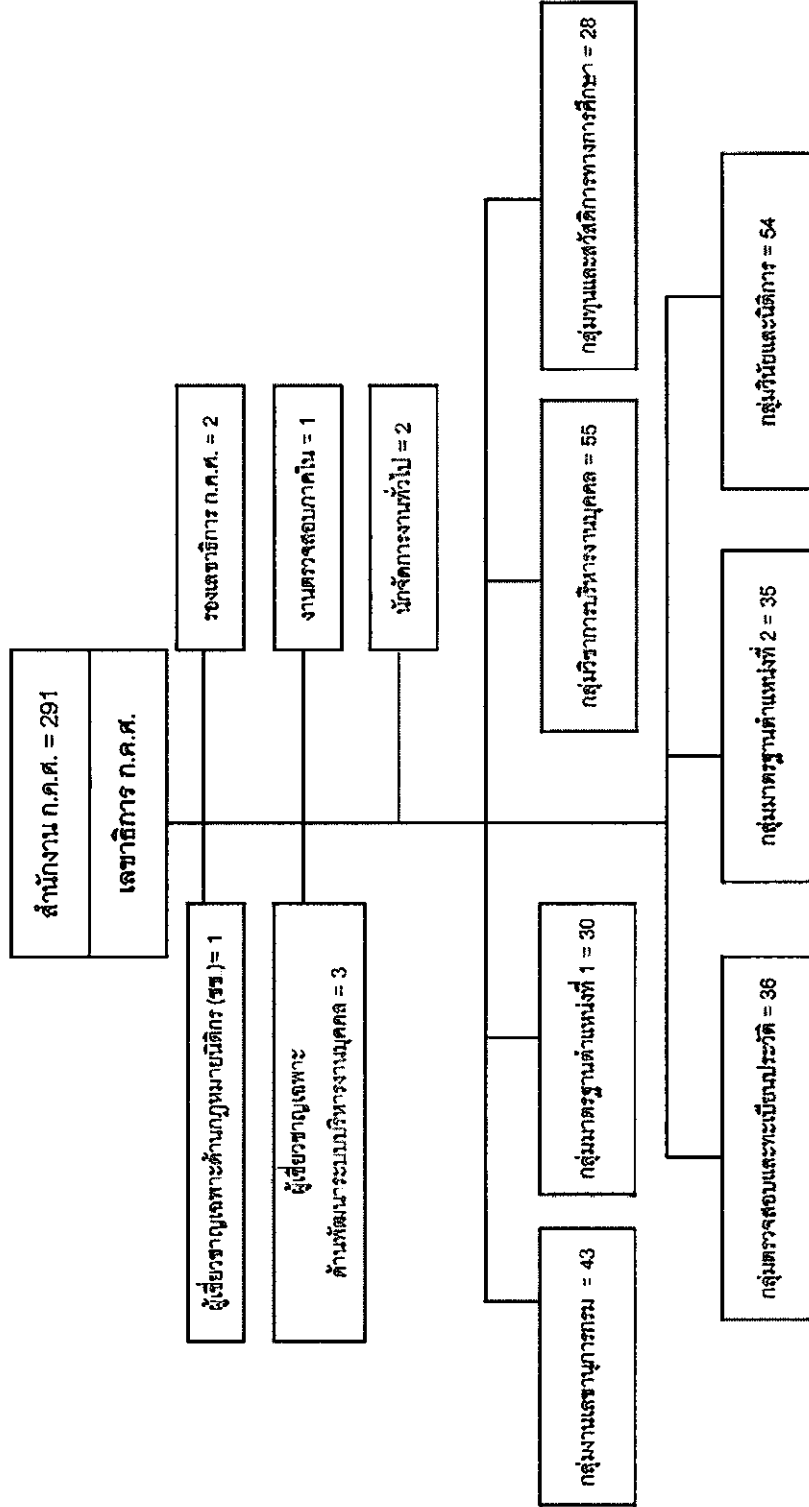 สำนักงาน ก.ค.ศ. = 291
เลขาธิการ ก.ค.ศ.
ผู้เชี่ยวชาญเฉพาะด้านกฎหมายนิติกร (ชช.)= 1
รองเลขาธิการ ก.ค.ศ. = 2
ผู้เชี่ยวชาญเฉพาะ
ด้านพัฒนาระบบบริหารงานบุคคล = 3
งานตรวจสอบภายใน = 1
นักจัดการงานทั่วไป = 2
กลุ่มงานเลขานุการกรม = 43
กลุ่มมาตรฐานตำแหน่งที่ 1 = 30
กลุ่มวิชาการบริหารงานบุคคล = 55
กลุ่มทุนและสวัสดิการทางการศึกษา = 28
กลุ่มตรวจสอบและทะเบียนประวัติ = 36
กลุ่มมาตรฐานตำแหน่งที่ 2 = 35
กลุ่มวินัยและนิติการ = 54